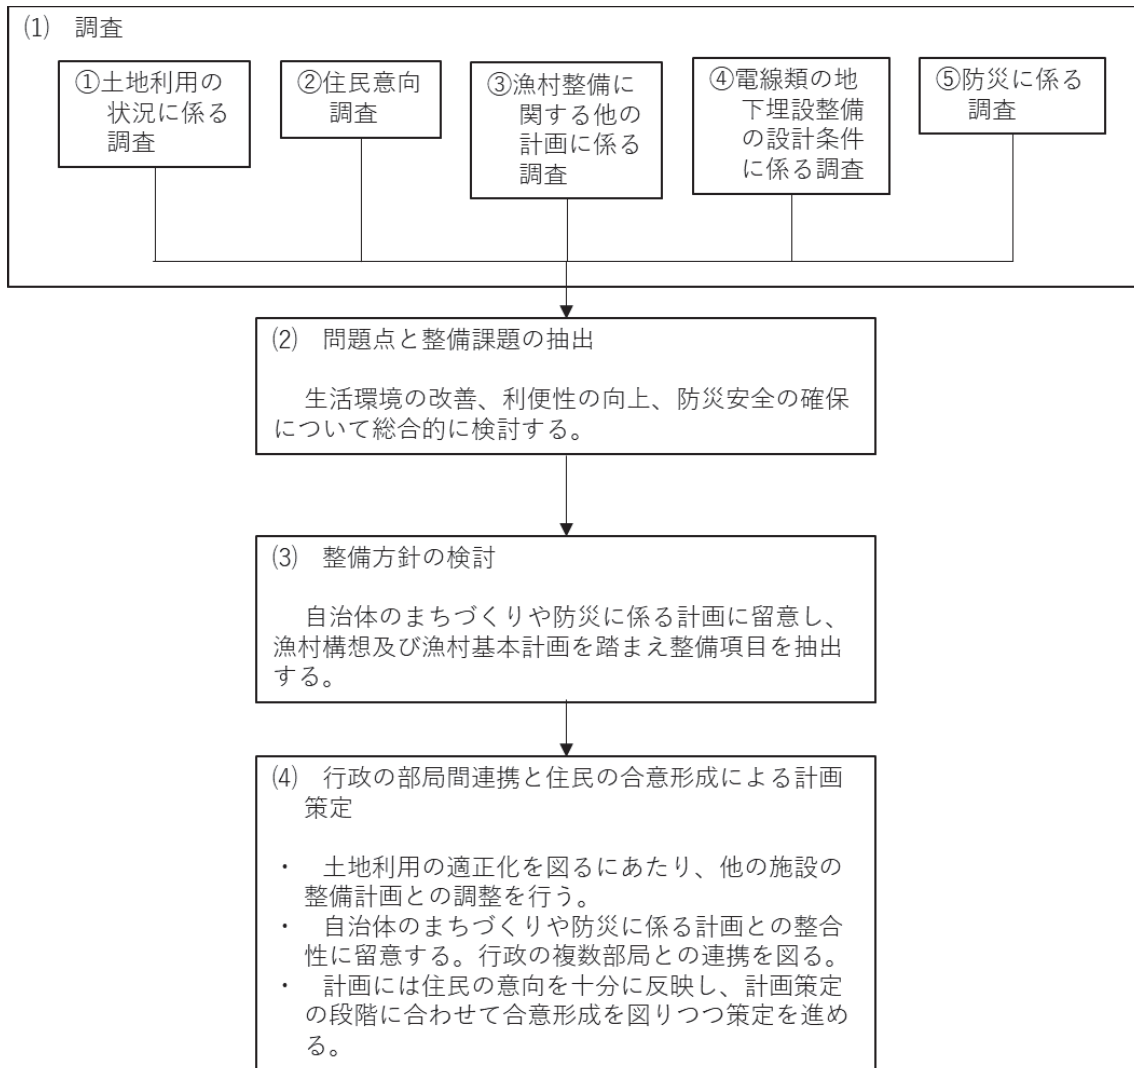 ⑴ 調査
①土地利用の
状況に係る
調査
②住民意向
調査
③漁村整備に
関する他の
計画に係る
調査
④電線類の地
下埋設整備
の設計条件
に係る調査
⑤防災に係る
調査
⑵ 問題点と整備課題の抽出
生活環境の改善、利便性の向上、防災安全の確保
について総合的に検討する。
⑶ 整備方針の検討
自治体のまちづくりや防災に係る計画に留意し、
漁村構想及び漁村基本計画を踏まえ整備項目を抽出
する。
⑷ 行政の部局間連携と住民の合意形成による計画
策定
・ 土地利用の適正化を図るにあたり、他の施設の
整備計画との調整を行う。
・ 自治体のまちづくりや防災に係る計画との整合
性に留意する。行政の複数部局との連携を図る。
・ 計画には住民の意向を十分に反映し、計画策定
の段階に合わせて合意形成を図りつつ策定を進め
る。